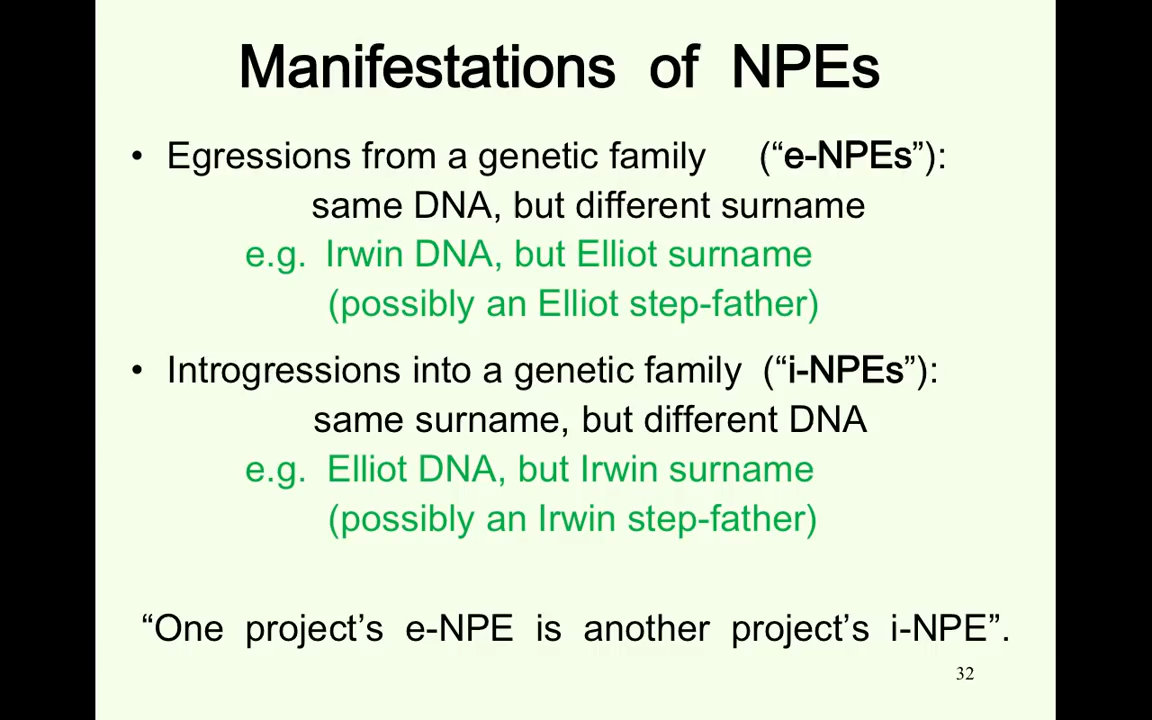 Manifestations of NPEs
• Egressions from a genetic family (“e-NPEs”):
same DNA, but different surname
e.g. Irwin DNA, but Elliot surname
(possibly an Elliot step-father)
• Introgressions into a genetic family (“i-NPEs”):
same surname, but different DNA
e.g. Elliot DNA, but Irwin surname
(possibly an Irwin step-father)
“One project’s e-NPE is another project’s i-NPE”.
32